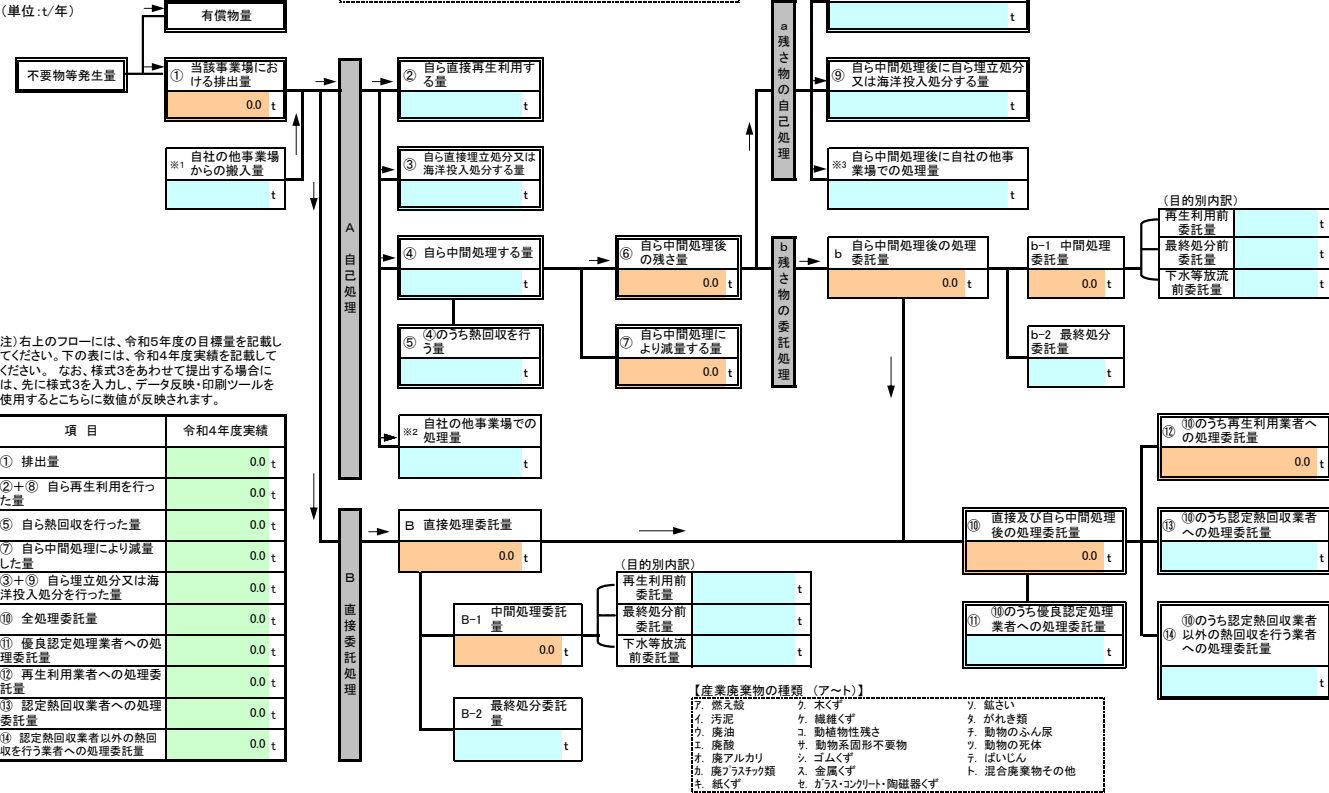 (単位:t/年)
有償物量
t
不要物等発生量
① 当該事業場にお
ける排出量
0.0 t
※1 自社の他事業場
からの搬入量
t
A 自己処理
② 自ら直接再生利用す
る量
t
③ 自ら直接埋立処分又は
海洋投入処分する量
t
④ 自ら中間処理する量
t
⑤ ④のうち熱回収を行
う量
t
※2 自社の他事業場での
処理量
t
⑥ 自ら中間処理後
の残さ量
0.0 t
⑦ 自ら中間処理に
より減量する量
0.0 t
a 残さ物の自己処理
⑨ 自ら中間処理後に自ら埋立処分
又は海洋投入処分する量
t
※3 自ら中間処理後に自社の他事
業場での処理量
t
b 残さ物の委託処理
b 自ら中間処理後の処理
委託量
0.0 t
b-1 中間処理
委託量
0.0 t
b-2 最終処分
委託量
t
(目的別内訳)
再生利用前
委託量 t
最終処分前
委託量 t
下水等放流
前委託量 t
注)右上のフローには、令和5年度の目標量を記載し
てください。下の表には、令和4年度実績を記載して
ください。 なお、様式3をあわせて提出する場合に
は、先に様式3を入力し、データ反映・印刷ツールを
使用するとこちらに数値が反映されます。
項 目 令和4年度実績
① 排出量 0.0 t
②+⑧ 自ら再生利用を行っ
た量 0.0 t
⑤ 自ら熱回収を行った量 0.0 t
⑦ 自ら中間処理により減量
した量 0.0 t
③+⑨ 自ら埋立処分又は海
洋投入処分を行った量 0.0 t
⑩ 全処理委託量 0.0 t
⑪ 優良認定処理業者への処
理委託量 0.0 t
⑫ 再生利用業者への処理委
託量 0.0 t
⑬ 認定熱回収業者への処理
委託量 0.0 t
⑭ 認定熱回収業者以外の熱回
収を行う業者への処理委託量 0.0 t
B 直接委託処理
B 直接処理委託量
0.0 t
B-1 中間処理委託
量
0.0 t
B-2 最終処分委託
量
t
(目的別内訳)
再生利用前
委託量 t
最終処分前
委託量 t
下水等放流
前委託量 t
⑩ 直接及び自ら中間処理
後の処理委託量
0.0 t
⑪ ⑩のうち優良認定処理
業者への処理委託量
t
⑫ ⑩のうち再生利用業者へ
の処理委託量
0.0 t
⑬ ⑩のうち認定熱回収業者
への処理委託量
t
⑭ ⑩のうち認定熱回収業者
以外の熱回収を行う業者
への処理委託量
t
【産業廃棄物の種類 (ア~ト)】
ア. 燃え殻 ク. 木くず ソ. 鉱さい
イ. 汚泥 ケ. 繊維くず タ. がれき類
ウ. 廃油 コ. 動植物性残さ チ. 動物のふん尿
エ. 廃酸 サ. 動物系固形不要物 ツ. 動物の死体
オ. 廃アルカリ シ. ゴムくず テ. ばいじん
カ. 廃プラスチック類 ス. 金属くず ト. 混合廃棄物その他
キ. 紙くず セ. ガラス・コンクリート・陶磁器くず